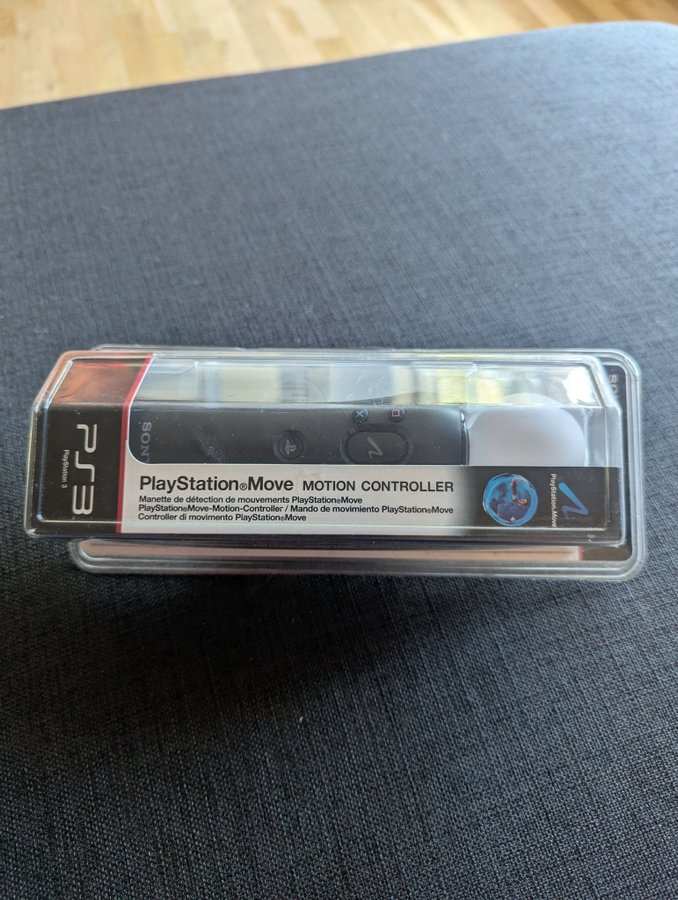 PS3
PlayStation 3
SONY
PlayStation®Move MOTION CONTROLLER
Manette de détection de mouvements PlayStation®Move
PlayStation®Move-Motion-Controller / Mando de movimiento PlayStation®Move
Controller di movimento PlayStation®Move
PlayStation®Move